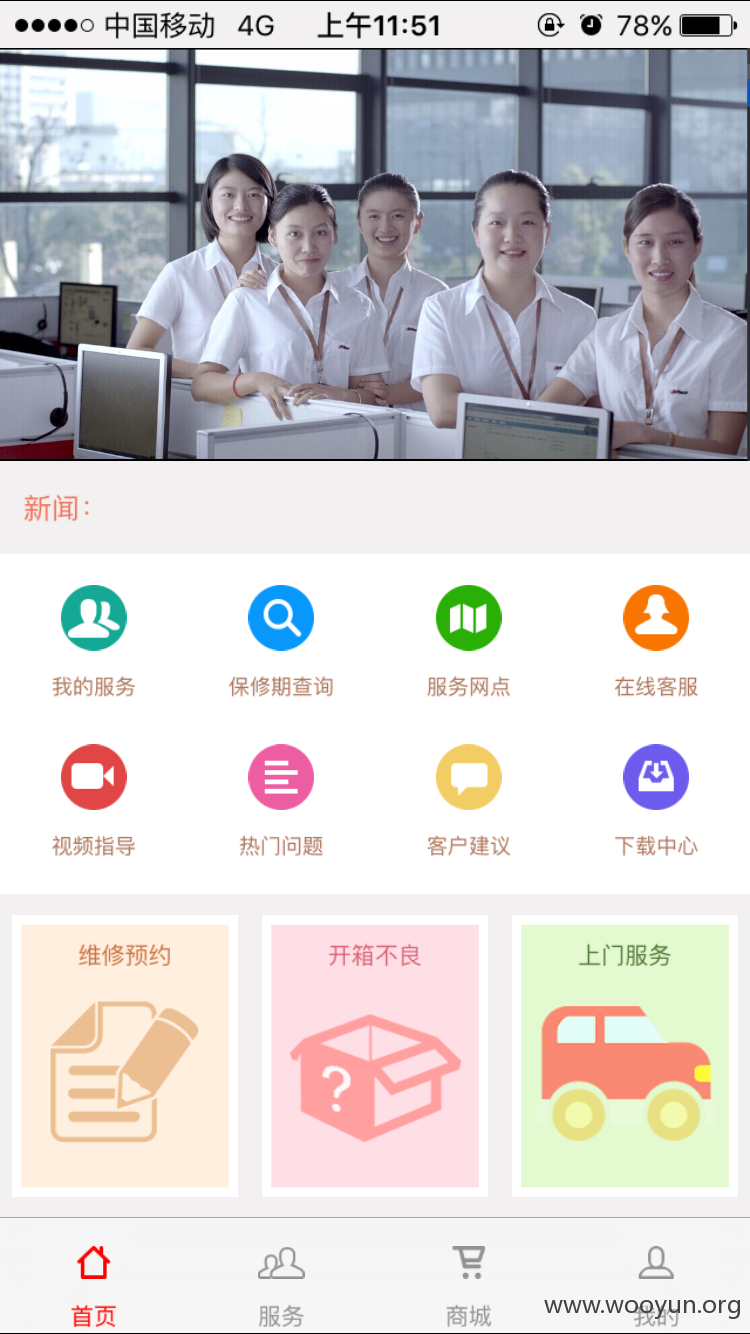 中国移动 4G 上午11:51 78%
新闻：
我的服务 保修期查询 服务网点 在线客服
视频指导 热门问题 客户建议 下载中心
维修预约 开箱不良 上门服务
首页 服务 商城 我的
www.wooyun.org